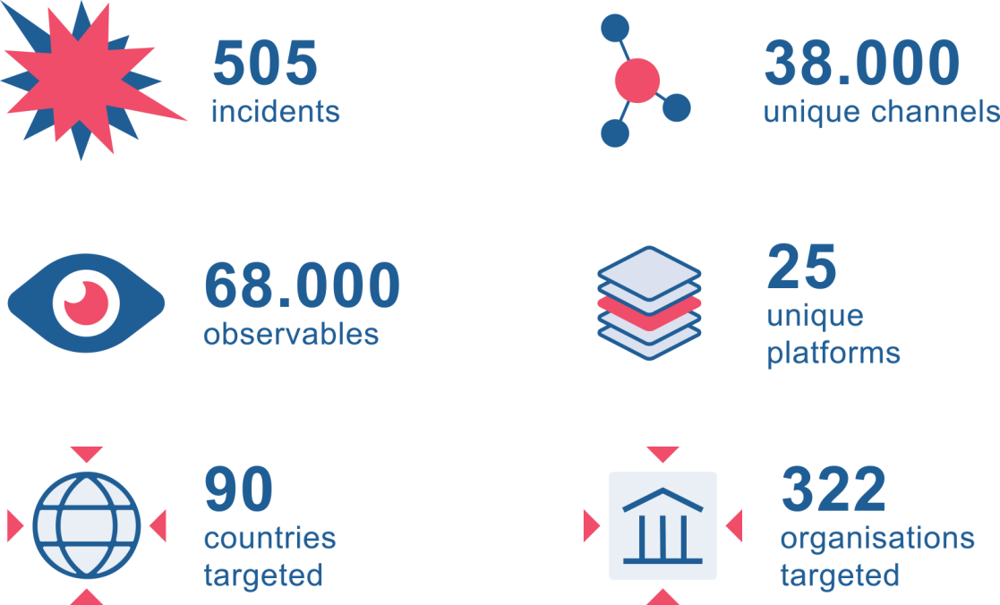 505
incidents
38.000
unique channels
68.000
observables
25
unique
platforms
90
countries
targeted
322
organisations
targeted